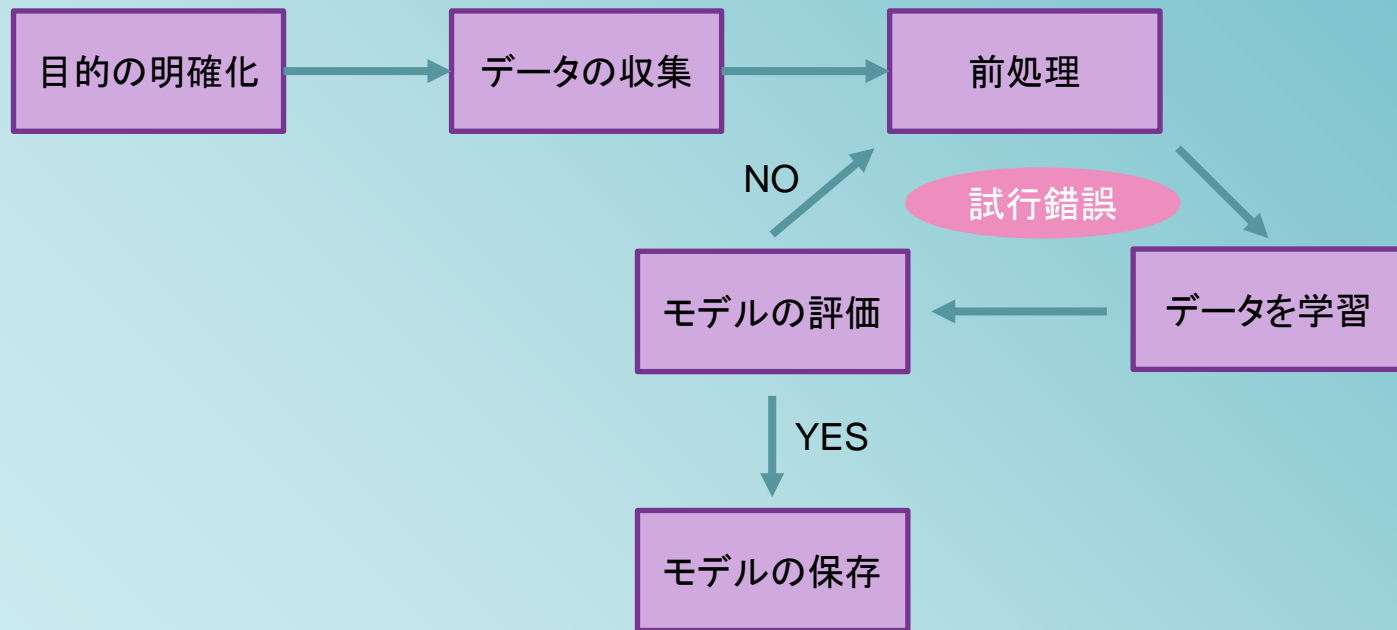 目的の明確化
データの収集
前処理
NO
試行錯誤
モデルの評価
データを学習
YES
モデルの保存